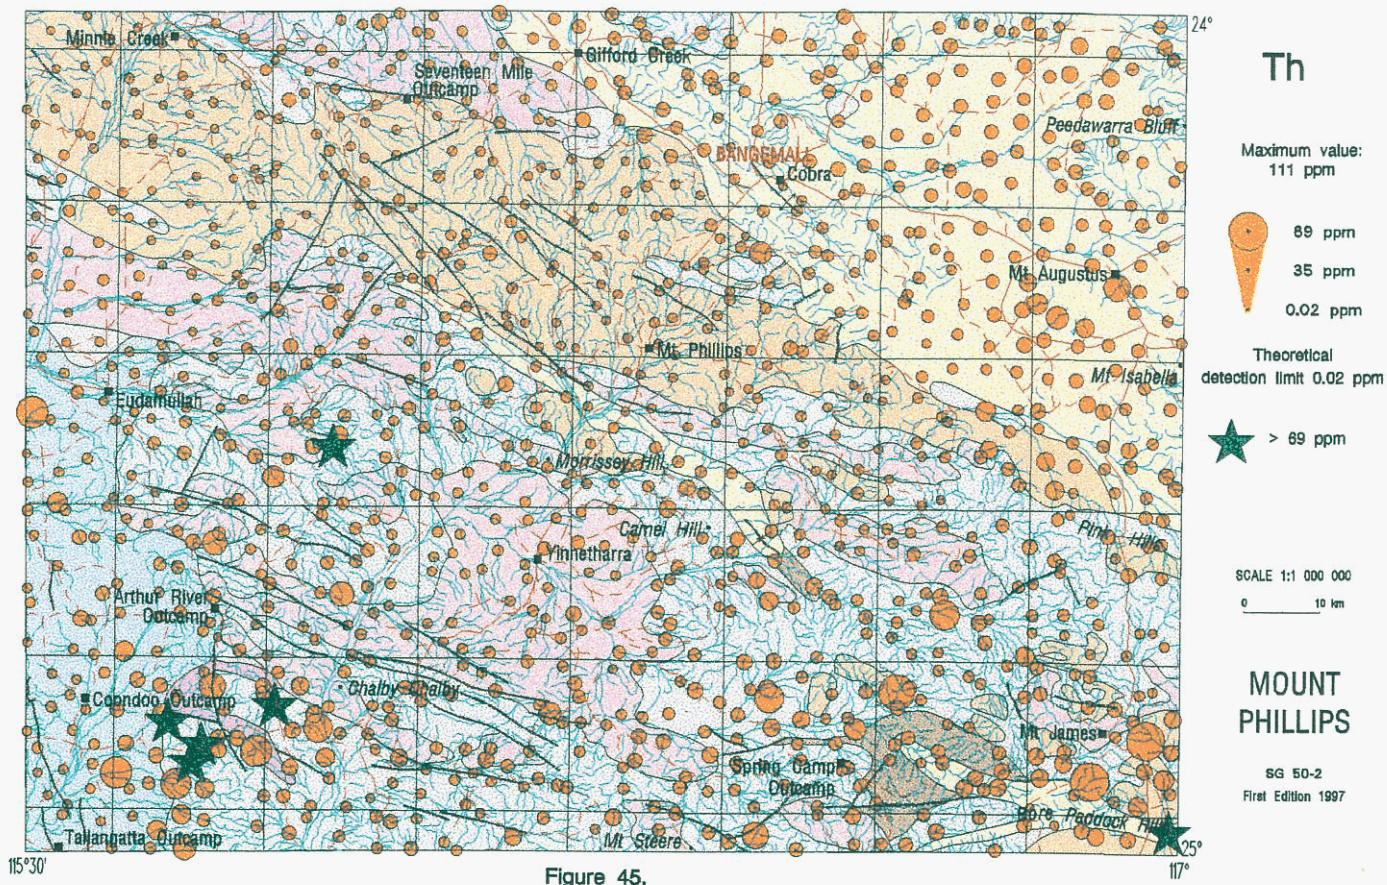 24°
Th
Minnie Creek
Gifford Creek
Seventeen Mile
Outcamp
Peedawarra Bluff
Maximum value:
111 ppm
BANGEMALL
Cobra
69 ppm
35 ppm
0.02 ppm
Mt Augustus
Theoretical
detection limit 0.02 ppm
Mt Phillips
Mt Isabella
Eudamullah
> 69 ppm
Morrissey Hill
Camel Hill
Pink Hills
Yinnetharra
SCALE 1:1 000 000
0 10 km
Arthur River
Outcamp
MOUNT
PHILLIPS
Chalby Chalby
Coondoo Outcamp
Mt James
SG 50-2
First Edition 1997
Spring Camp
Outcamp
Bore Paddock Hill
Tallangatta Outcamp
Mt Steere
25°
115°30'
117°
Figure 45.